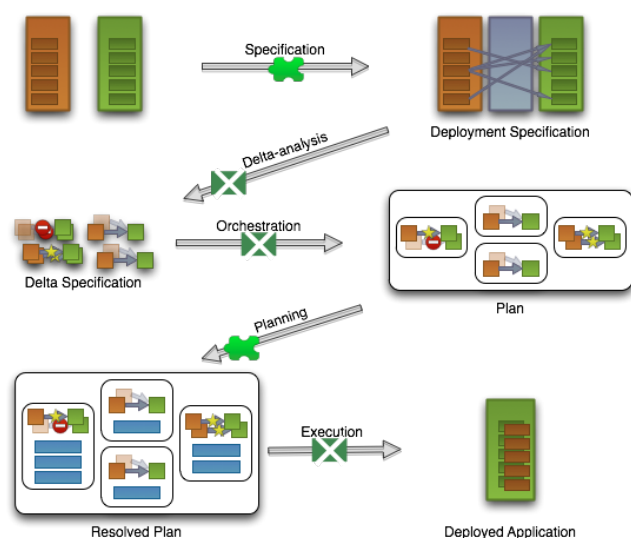 Specification
Deployment Specification
Delta-analysis
Orchestration
Delta Specification
Plan
Planning
Execution
Resolved Plan
Deployed Application